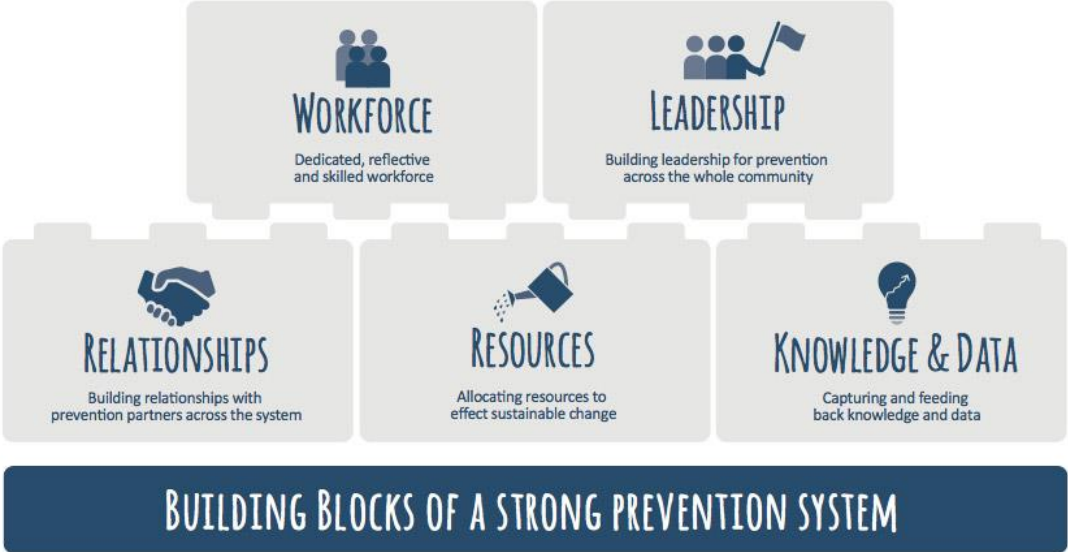 WORKFORCE
Dedicated, reflective
and skilled workforce
LEADERSHIP
Building leadership for prevention
across the whole community
RELATIONSHIPS
Building relationships with
prevention partners across the system
RESOURCES
Allocating resources to
effect sustainable change
KNOWLEDGE & DATA
Capturing and feeding
back knowledge and data
BUILDING BLOCKS OF A STRONG PREVENTION SYSTEM